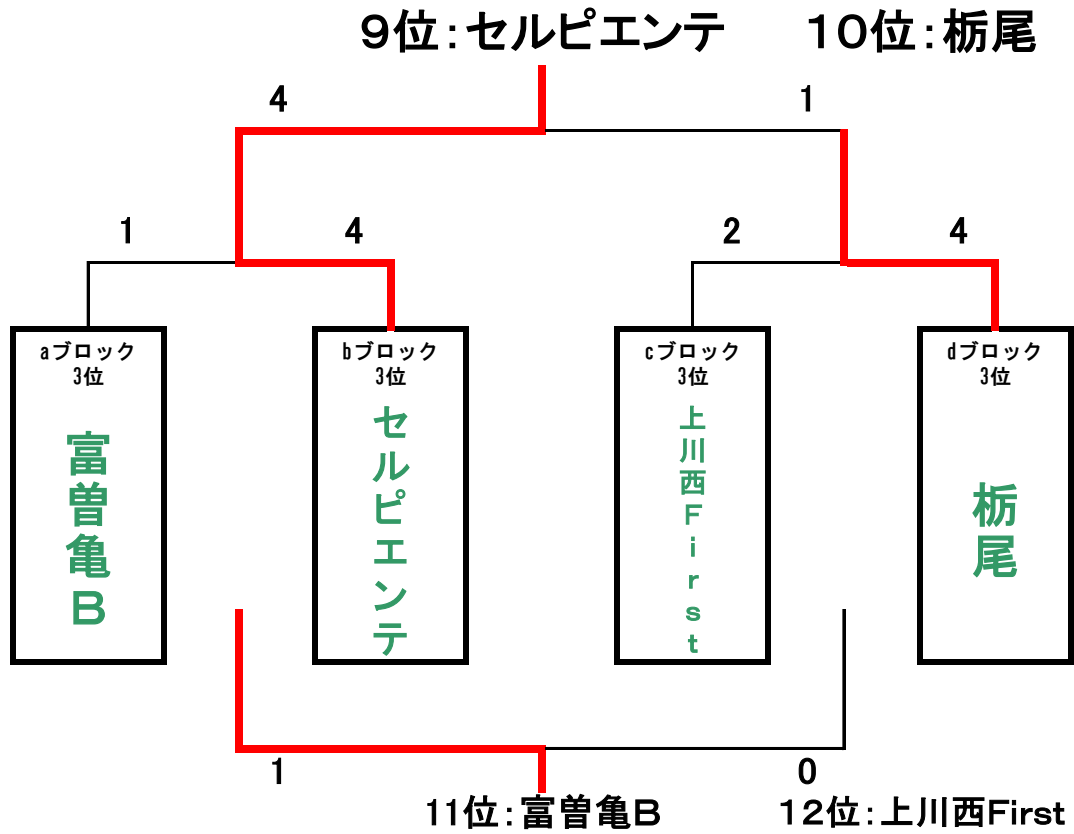 9位：セルピエンテ
10位：栃尾
4
1
1
4
2
4
aブロック
3位
富曽亀B
bブロック
3位
セルピエンテ
cブロック
3位
上川西First
dブロック
3位
栃尾
1
0
11位：富曽亀B
12位：上川西First